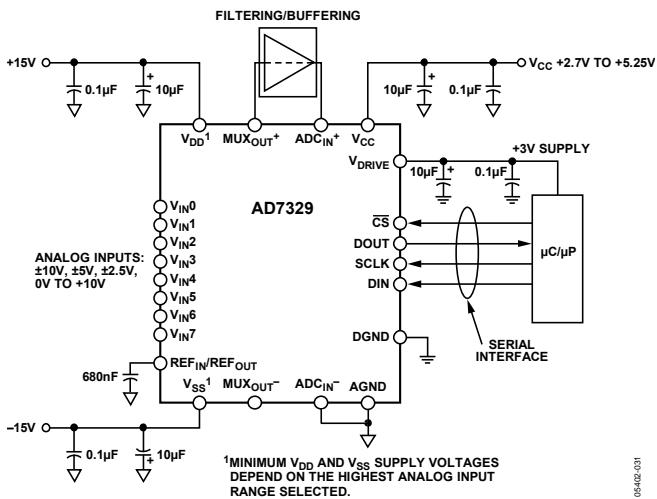 FILTERING/BUFFERING
+15V
0.1µF
+
10µF
10µF
+
0.1µF
VCC +2.7V TO +5.25V
VDD1
MUXOUT+
ADCIN+
VCC
VDRIVE
+3V SUPPLY
10µF
+
0.1µF
AD7329
VIN0
VIN1
VIN2
VIN3
VIN4
VIN5
VIN6
VIN7
ANALOG INPUTS:
±10V, ±5V, ±2.5V,
0V TO +10V
CS
DOUT
SCLK
DIN
µC/µP
DGND
SERIAL
INTERFACE
REFIN/REFOUT
680nF
VSS1
MUXOUT–
ADCIN–
AGND
–15V
0.1µF
+
10µF
1MINIMUM VDD AND VSS SUPPLY VOLTAGES
DEPEND ON THE HIGHEST ANALOG INPUT
RANGE SELECTED.
05402-031